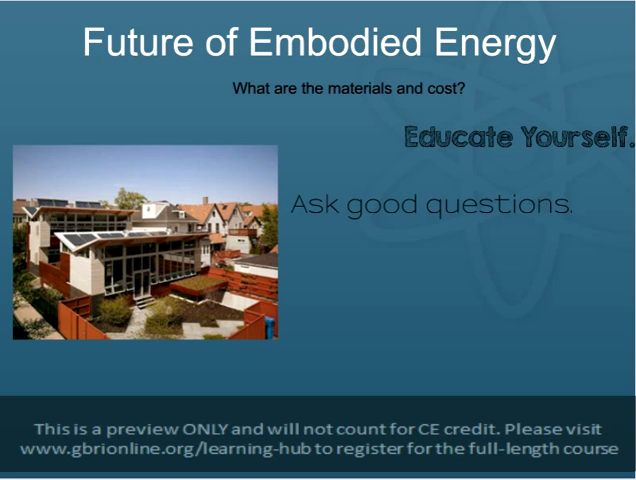 Future of Embodied Energy
What are the materials and cost?
Educate Yourself.
Ask good questions.
This is a preview ONLY and will not count for CE credit. Please visit
www.gbrionline.org/learning-hub to register for the full-length course